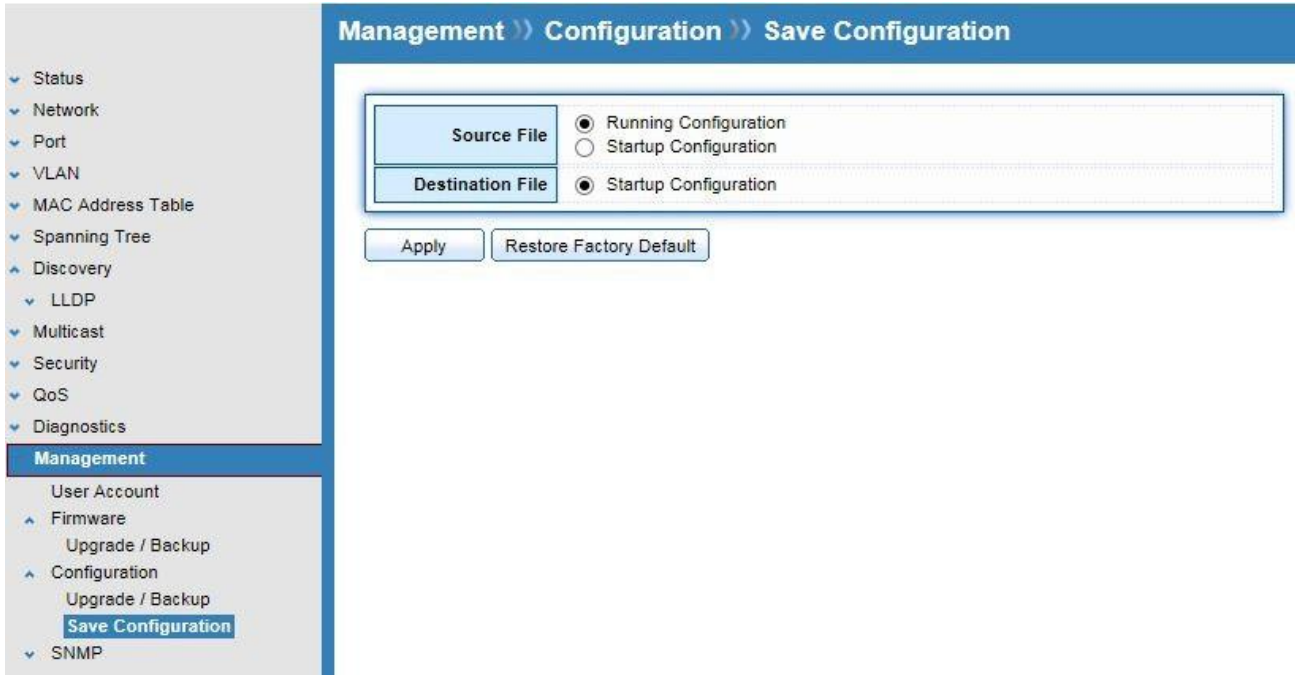 Management » Configuration » Save Configuration
Status
Network
Port
VLAN
MAC Address Table
Spanning Tree
Discovery
LLDP
Multicast
Security
QoS
Diagnostics
Management
User Account
Firmware
Upgrade / Backup
Configuration
Upgrade / Backup
Save Configuration
SNMP
Source File
Running Configuration
Startup Configuration
Destination File
Startup Configuration
Apply
Restore Factory Default